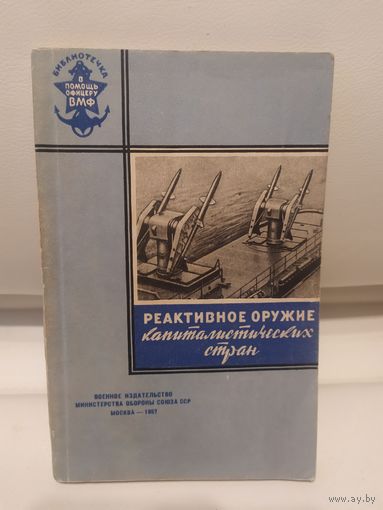 БИБЛИОТЕЧКА
В
ПОМОЩЬ
ОФИЦЕРУ
ВМФ
РЕАКТИВНОЕ ОРУЖИЕ
капиталистических
стран
ВОЕННОЕ ИЗДАТЕЛЬСТВО
МИНИСТЕРСТВА ОБОРОНЫ СОЮЗА ССР
МОСКВА — 1957
www.ay.by